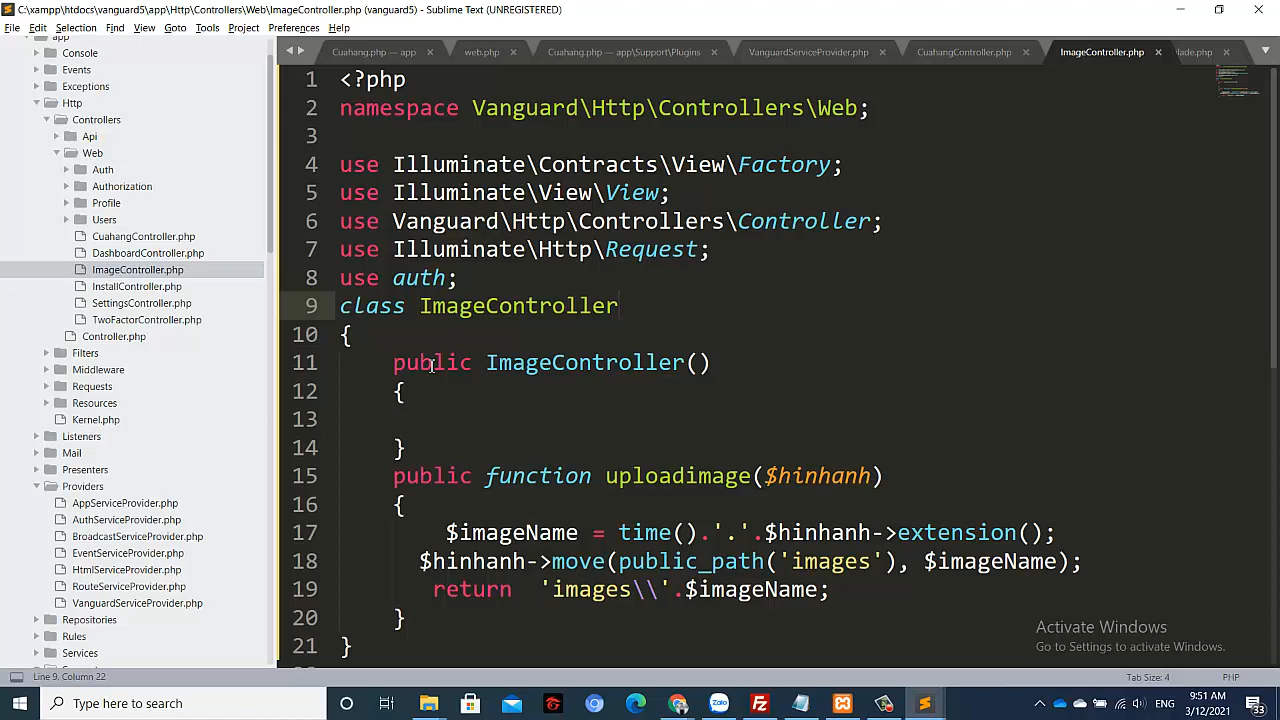 C:\xampp\htdocs\vanguard5\app\Http\Controllers\Web\ImageController.php (vanguard5) - Sublime Text (UNREGISTERED)
File Edit Selection Find View Goto Tools Project Preferences Help
app
Console
Events
Exceptions
Http
Controllers
Api
Web
Auth
Authorization
Profile
Users
CuahangController.php
DashboardController.php
ImageController.php
InstallController.php
SettingsController.php
TwoFactorController.php
Controller.php
Filters
Middleware
Requests
Resources
Kernel.php
Listeners
Mail
Presenters
Providers
AppServiceProvider.php
AuthServiceProvider.php
BroadcastServiceProvider.php
EventServiceProvider.php
HtmlServiceProvider.php
RouteServiceProvider.php
VanguardServiceProvider.php
Repositories
Rules
Services
Cuahang.php — app × web.php × Cuahang.php — app\Support\Plugins × VanguardServiceProvider.php × CuahangController.php × ImageController.php × lade.php ×
1 <?php
2 namespace Vanguard\Http\Controllers\Web;
3
4 use Illuminate\Contracts\View\Factory;
5 use Illuminate\View\View;
6 use Vanguard\Http\Controllers\Controller;
7 use Illuminate\Http\Request;
8 use auth;
9 class ImageController
10 {
11 public ImageController()
12 {
13
14 }
15 public function uploadimage($hinhanh)
16 {
17 $imageName = time().'.'.$hinhanh->extension();
18 $hinhanh->move(public_path('images'), $imageName);
19 return 'images\\'.$imageName;
20 }
21 }
Activate Windows
Go to Settings to activate Windows.
Line 9, Column 22 Tab Size: 4 PHP
Type here to search
ENG 9:51 AM
3/12/2021
33